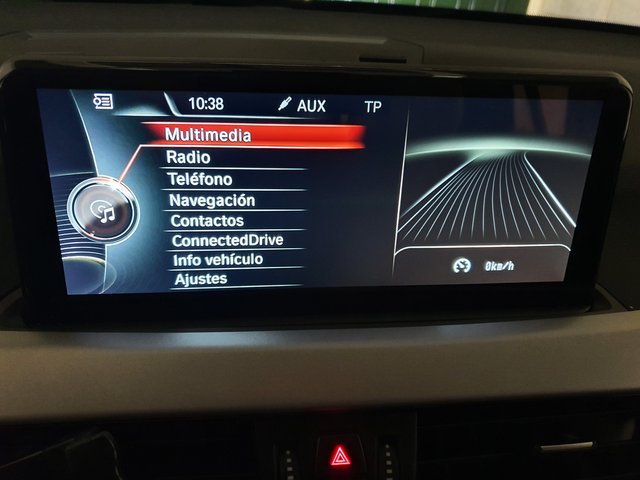 10:38 AUX TP
Multimedia
Radio
Teléfono
Navegación
Contactos
ConnectedDrive
Info vehículo
Ajustes
0km/h